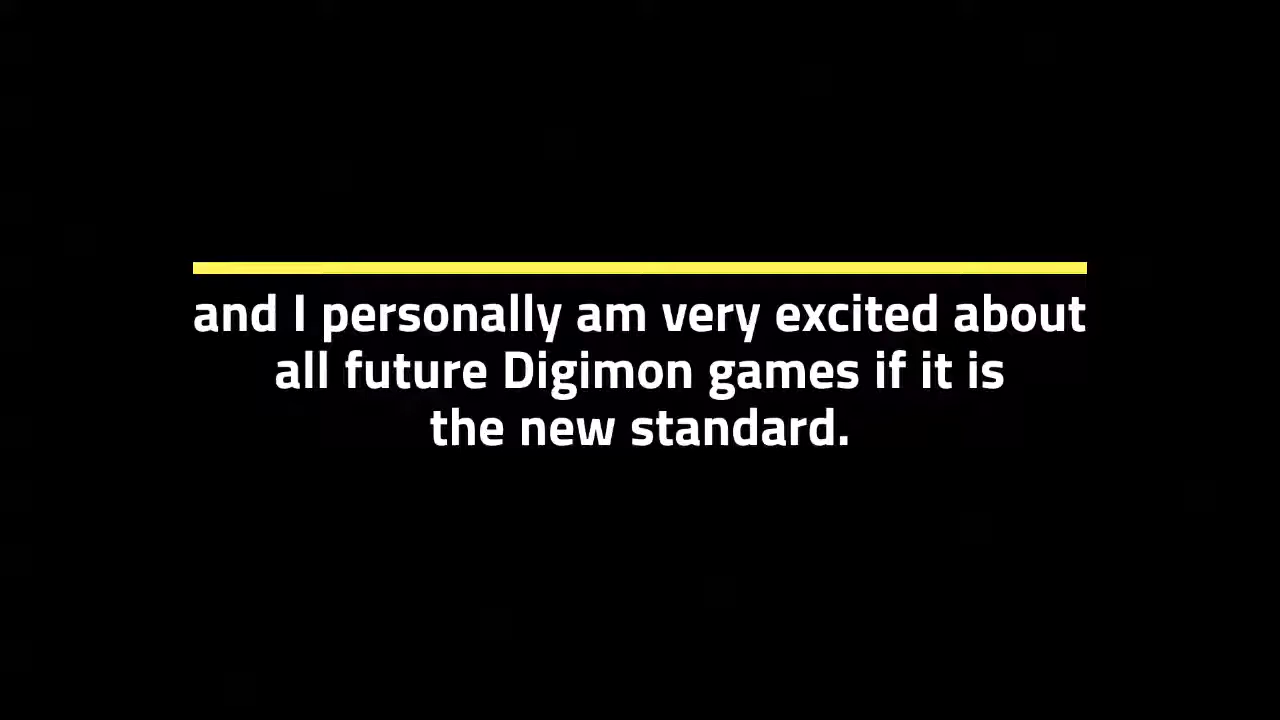 and I personally am very excited about
all future Digimon games if it is
the new standard.